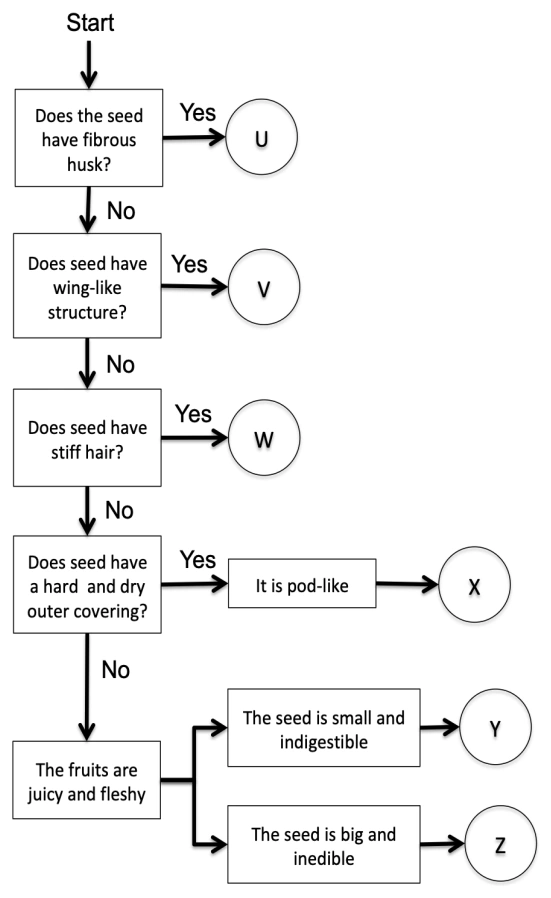 Start
Does the seed
have fibrous
husk?
Yes
U
No
Does seed have
wing-like
structure?
Yes
V
No
Does seed have
stiff hair?
Yes
W
No
Does seed have
a hard and dry
outer covering?
Yes
It is pod-like
X
No
The fruits are
juicy and fleshy
The seed is small and
indigestible
Y
The seed is big and
inedible
Z